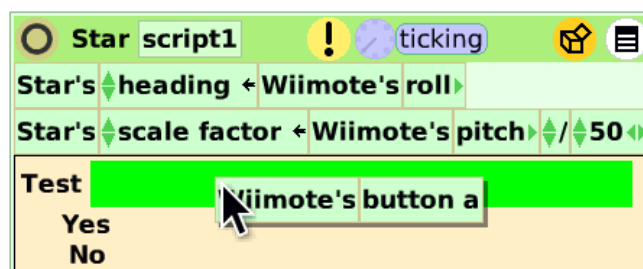 Star script1 ! ticking
Star's heading ← Wiimote's roll
Star's scale factor ← Wiimote's pitch / 50
Test
Wiimote's button a
Yes
No